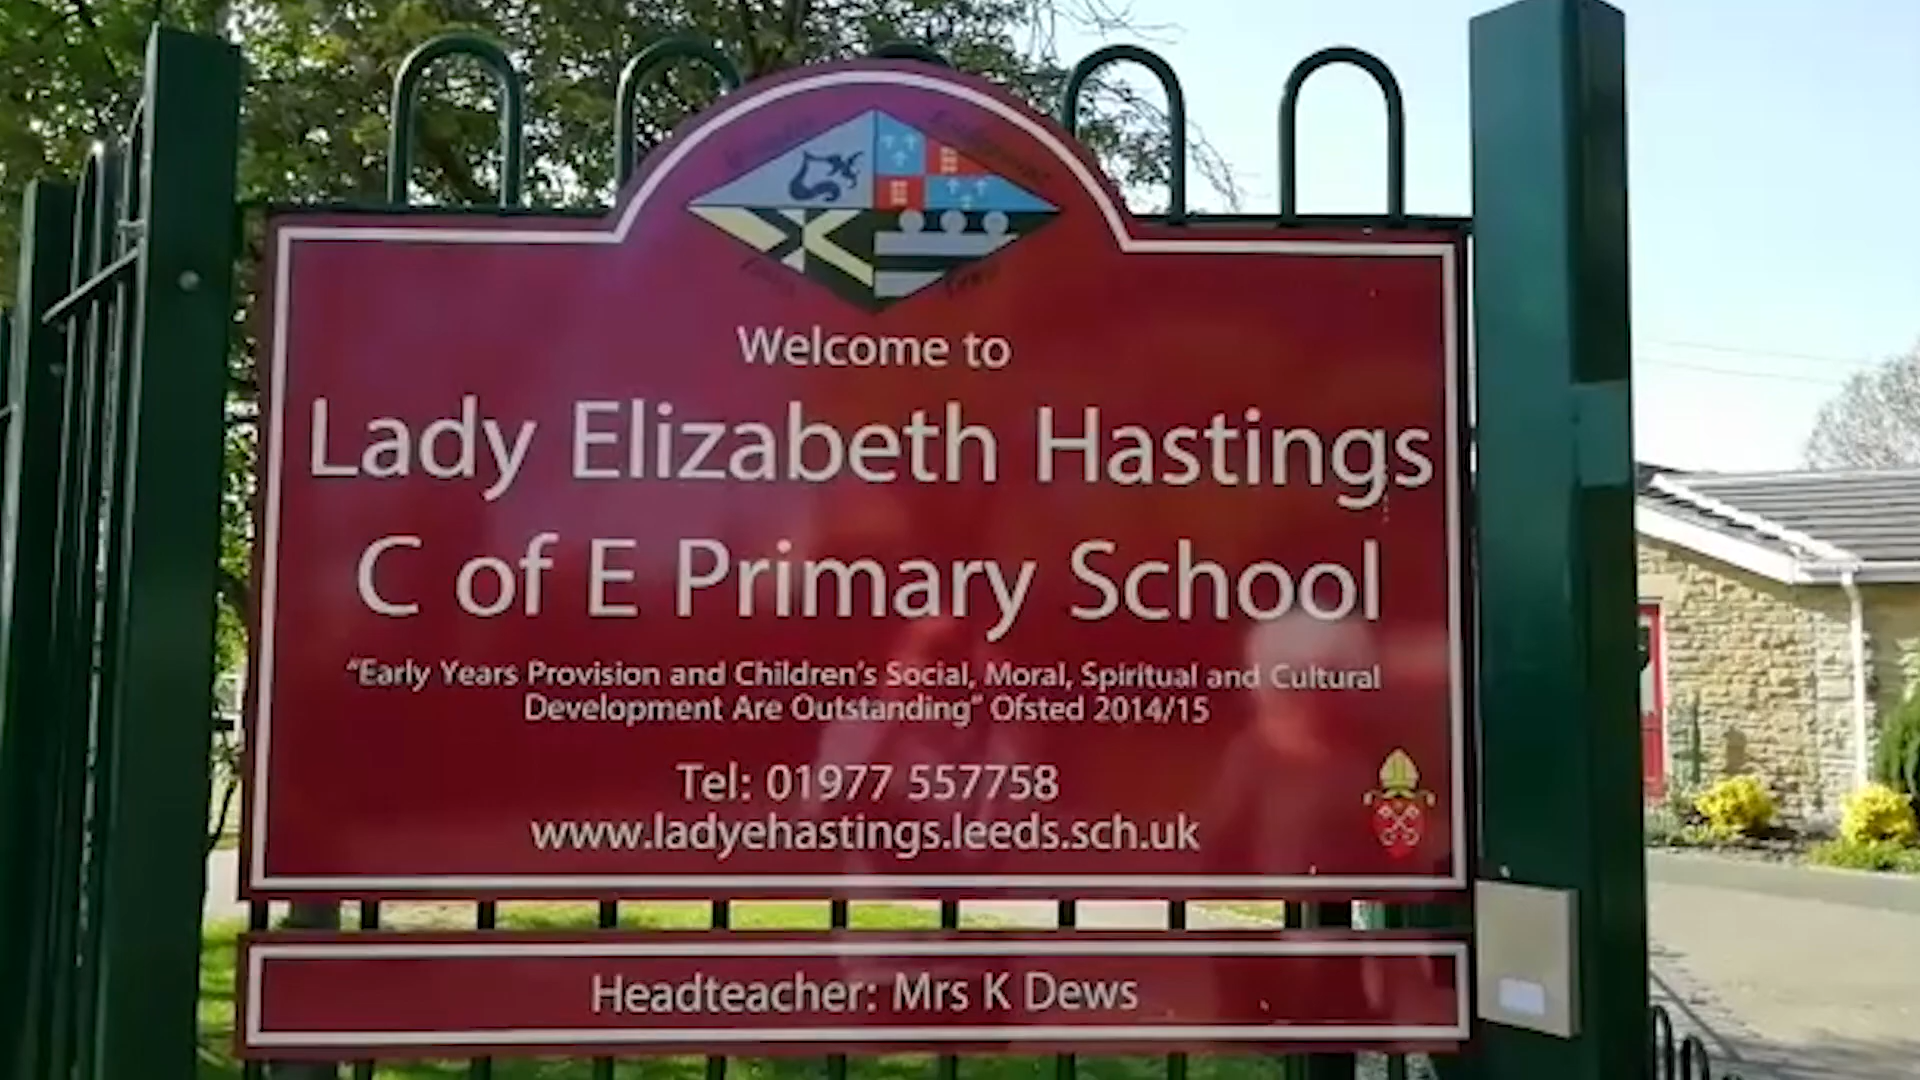 Welcome to
Lady Elizabeth Hastings
C of E Primary School
“Early Years Provision and Children's Social, Moral, Spiritual and Cultural
Development Are Outstanding” Ofsted 2014/15
Tel: 01977 557758
www.ladyehastings.leeds.sch.uk
Headteacher: Mrs K Dews